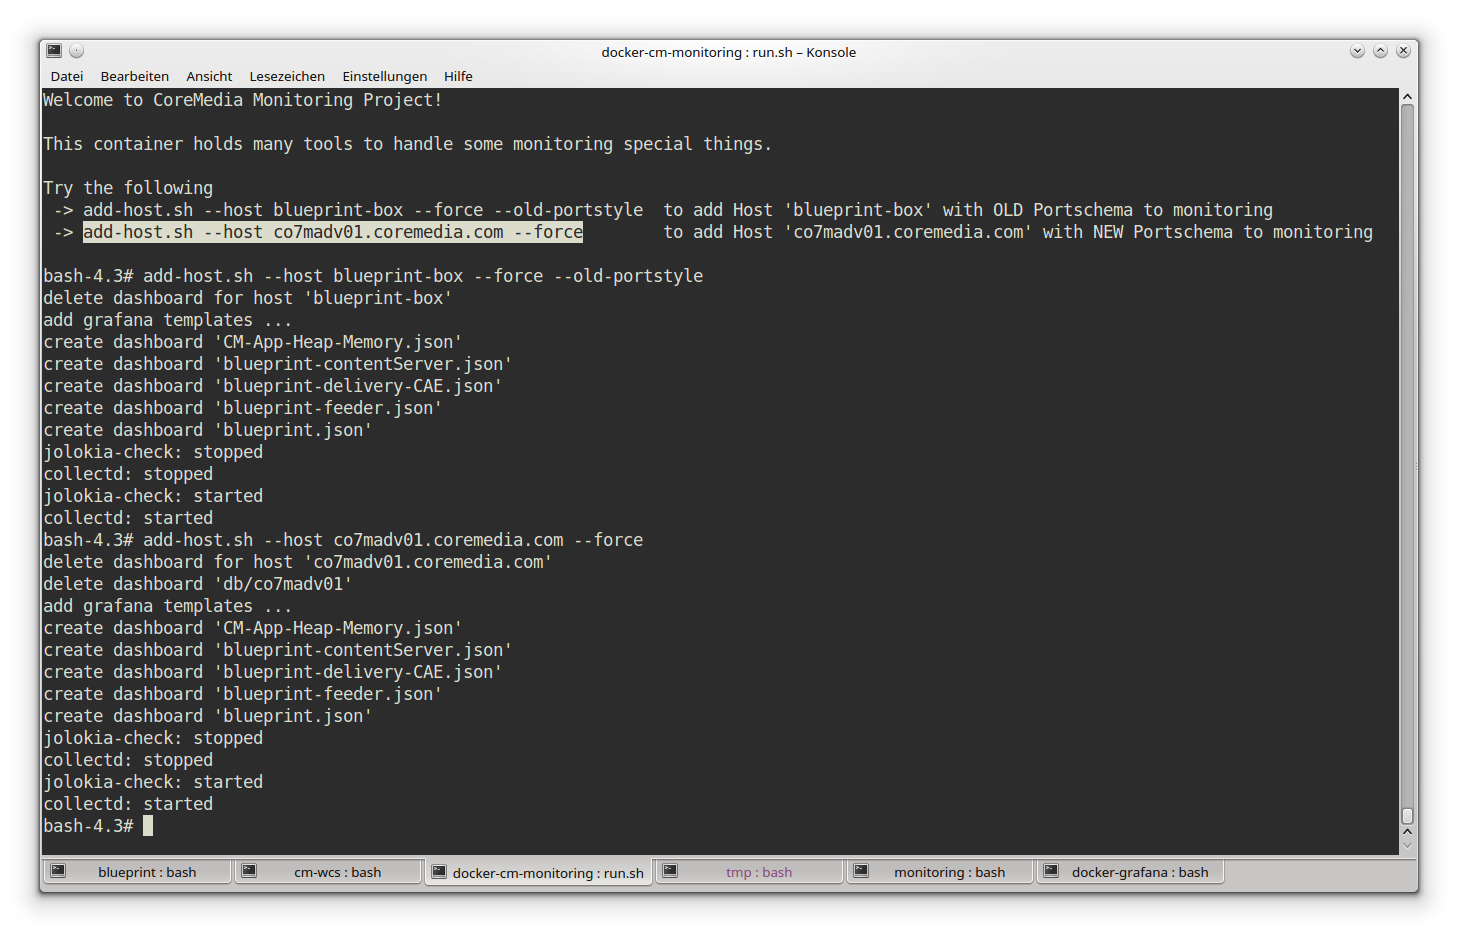 docker-cm-monitoring : run.sh – Konsole
Datei Bearbeiten Ansicht Lesezeichen Einstellungen Hilfe
Welcome to CoreMedia Monitoring Project!
This container holds many tools to handle some monitoring special things.
Try the following
 -> add-host.sh --host blueprint-box --force --old-portstyle  to add Host 'blueprint-box' with OLD Portschema to monitoring
 -> add-host.sh --host co7madv01.coremedia.com --force        to add Host 'co7madv01.coremedia.com' with NEW Portschema to monitoring
bash-4.3# add-host.sh --host blueprint-box --force --old-portstyle
delete dashboard for host 'blueprint-box'
add grafana templates ...
create dashboard 'CM-App-Heap-Memory.json'
create dashboard 'blueprint-contentServer.json'
create dashboard 'blueprint-delivery-CAE.json'
create dashboard 'blueprint-feeder.json'
create dashboard 'blueprint.json'
jolokia-check: stopped
collectd: stopped
jolokia-check: started
collectd: started
bash-4.3# add-host.sh --host co7madv01.coremedia.com --force
delete dashboard for host 'co7madv01.coremedia.com'
delete dashboard 'db/co7madv01'
add grafana templates ...
create dashboard 'CM-App-Heap-Memory.json'
create dashboard 'blueprint-contentServer.json'
create dashboard 'blueprint-delivery-CAE.json'
create dashboard 'blueprint-feeder.json'
create dashboard 'blueprint.json'
jolokia-check: stopped
collectd: stopped
jolokia-check: started
collectd: started
bash-4.3#
blueprint : bash cm-wcs : bash docker-cm-monitoring : run.sh tmp : bash monitoring : bash docker-grafana : bash